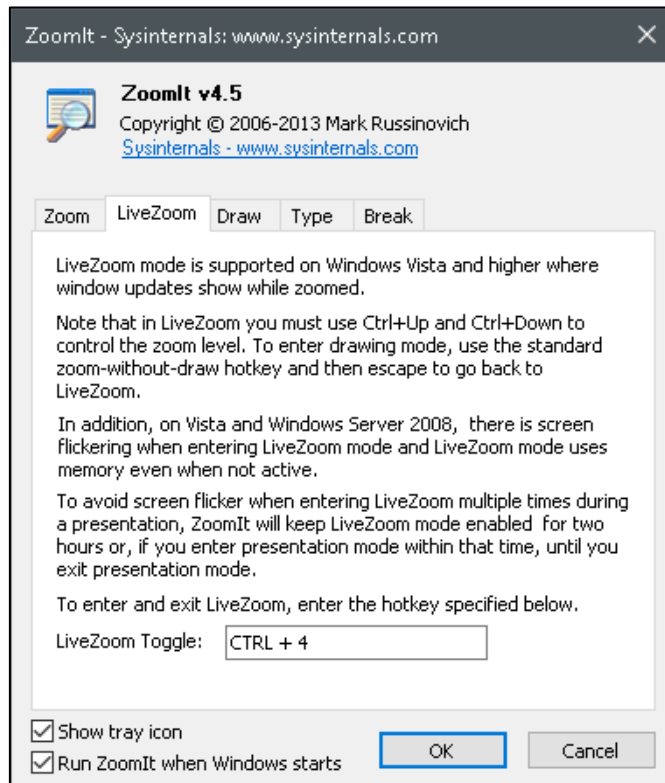 ZoomIt - Sysinternals: www.sysinternals.com
ZoomIt v4.5
Copyright © 2006-2013 Mark Russinovich
Sysinternals - www.sysinternals.com
Zoom LiveZoom Draw Type Break
LiveZoom mode is supported on Windows Vista and higher where
window updates show while zoomed.
Note that in LiveZoom you must use Ctrl+Up and Ctrl+Down to
control the zoom level. To enter drawing mode, use the standard
zoom-without-draw hotkey and then escape to go back to
LiveZoom.
In addition, on Vista and Windows Server 2008, there is screen
flickering when entering LiveZoom mode and LiveZoom mode uses
memory even when not active.
To avoid screen flicker when entering LiveZoom multiple times during
a presentation, ZoomIt will keep LiveZoom mode enabled for two
hours or, if you enter presentation mode within that time, until you
exit presentation mode.
To enter and exit LiveZoom, enter the hotkey specified below.
LiveZoom Toggle: CTRL + 4
Show tray icon
Run ZoomIt when Windows starts
OK Cancel